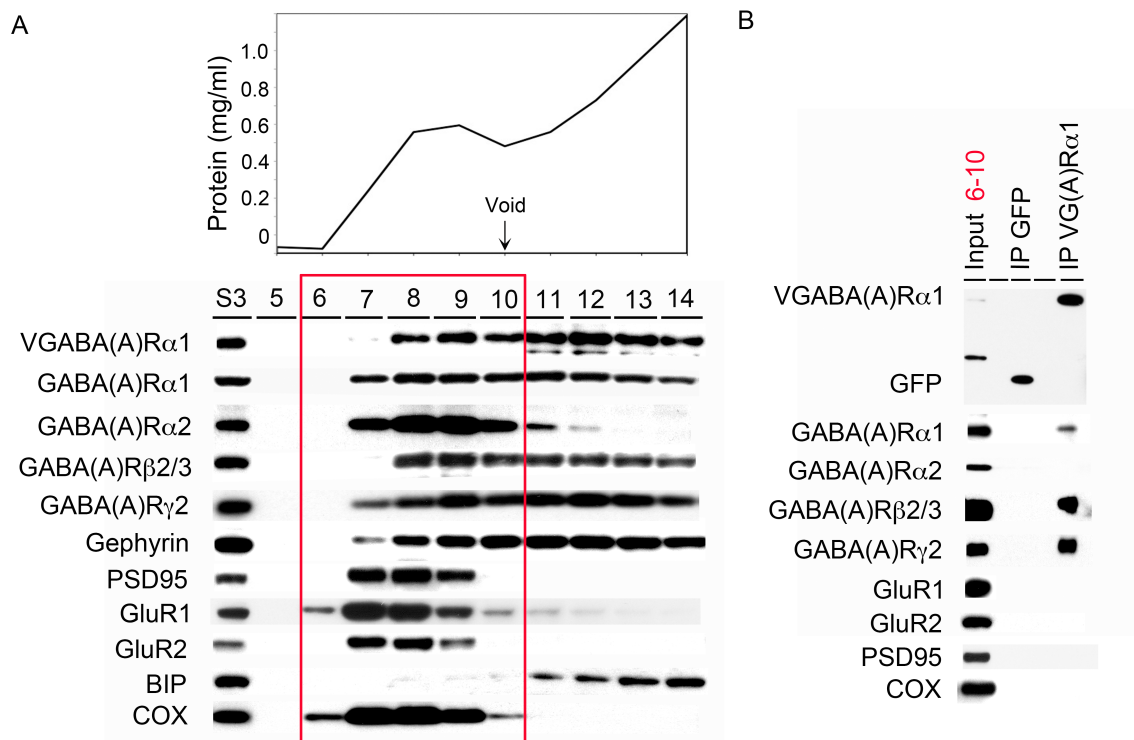 A
B
Protein (mg/ml)
1.0
0.8
0.6
0.4
0.2
0
Void
S3 5 6 7 8 9 10 11 12 13 14
VGABA(A)Rα1
GABA(A)Rα1
GABA(A)Rα2
GABA(A)Rβ2/3
GABA(A)Rγ2
Gephyrin
PSD95
GluR1
GluR2
BIP
COX
Input 6-10
IP GFP
IP VG(A)Rα1
VGABA(A)Rα1
GFP
GABA(A)Rα1
GABA(A)Rα2
GABA(A)Rβ2/3
GABA(A)Rγ2
GluR1
GluR2
PSD95
COX